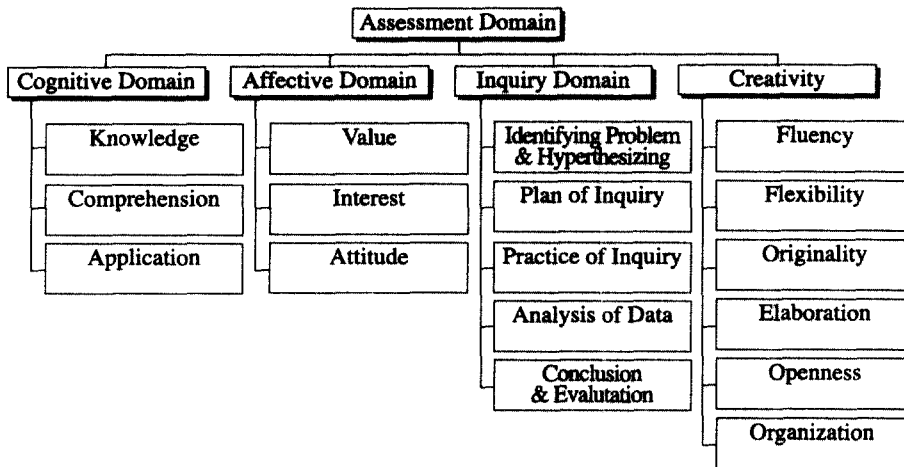 Assessment Domain
Cognitive Domain
Knowledge
Comprehension
Application
Affective Domain
Value
Interest
Attitude
Inquiry Domain
Identifying Problem
& Hyperthesizing
Plan of Inquiry
Practice of Inquiry
Analysis of Data
Conclusion
& Evalutation
Creativity
Fluency
Flexibility
Originality
Elaboration
Openness
Organization